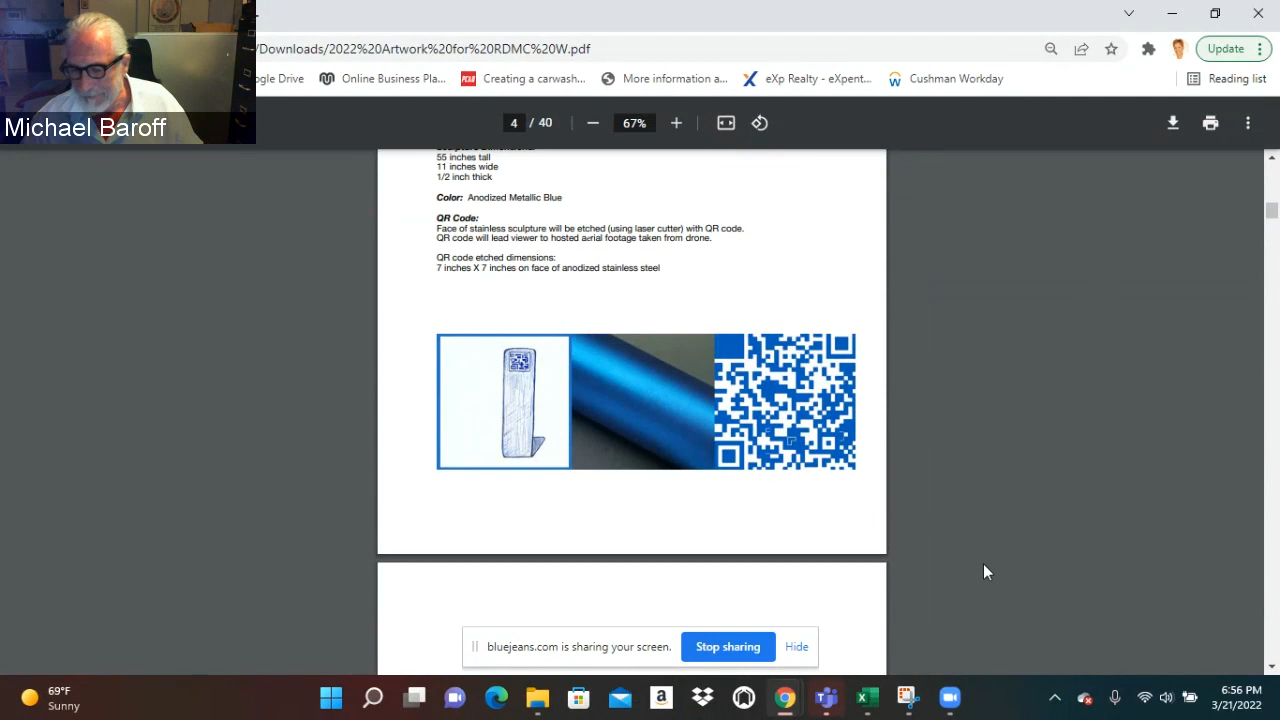 /Downloads/2022%20Artwork%20for%20RDMC%20W.pdf
Update
ogle Drive
Online Business Pla...
PCAR
Creating a carwash...
More information a...
eXp Realty - eXpent...
Cushman Workday
Reading list
Michael Baroff
4 / 40
67%
55 inches tall
11 inches wide
1/2 inch thick
Color: Anodized Metallic Blue
QR Code:
Face of stainless sculpture will be etched (using laser cutter) with QR code.
QR code will lead viewer to hosted aerial footage taken from drone.
QR code etched dimensions:
7 inches X 7 inches on face of anodized stainless steel
bluejeans.com is sharing your screen.
Stop sharing
Hide
69°F
Sunny
6:56 PM
3/21/2022